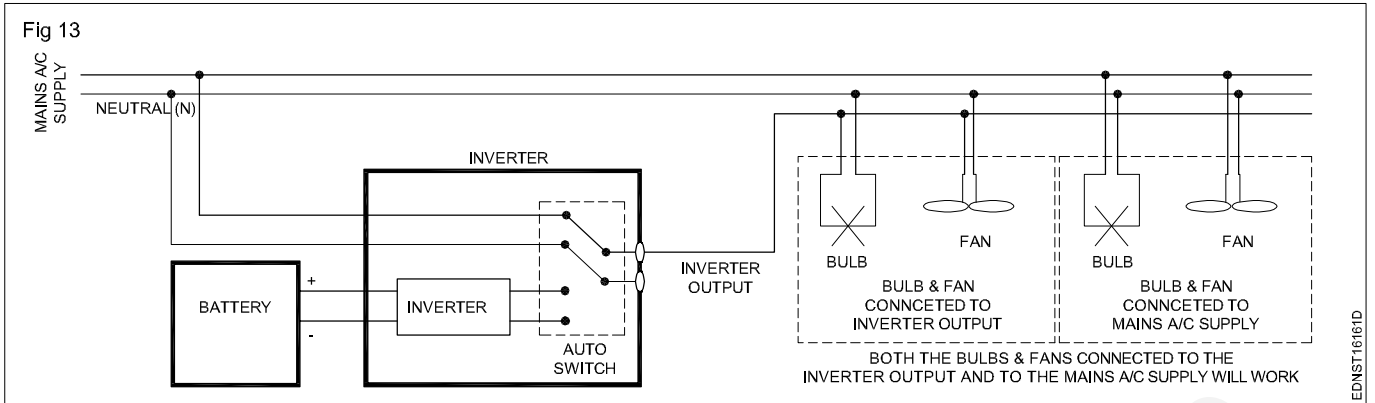 Fig 13
MAINS A/C
SUPPLY
NEUTRAL (N)
INVERTER
BATTERY
+
-
INVERTER
AUTO
SWITCH
INVERTER
OUTPUT
BULB
FAN
BULB & FAN
CONNCETED TO
INVERTER OUTPUT
BULB
FAN
BULB & FAN
CONNCETED TO
MAINS A/C SUPPLY
BOTH THE BULBS & FANS CONNECTED TO THE
INVERTER OUTPUT AND TO THE MAINS A/C SUPPLY WILL WORK
EDNST16161D